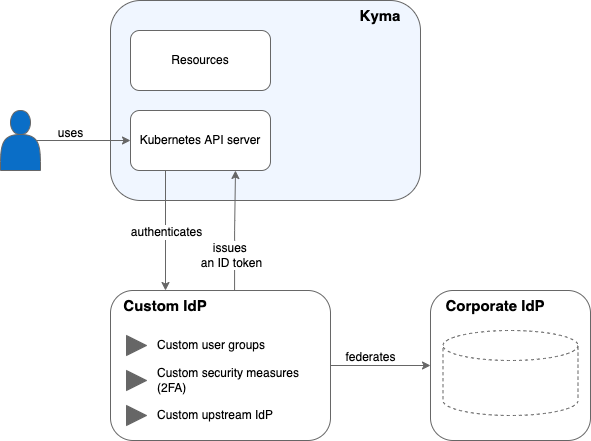 Kyma
Resources
uses
Kubernetes API server
authenticates
issues
an ID token
Custom IdP
Custom user groups
Custom security measures
(2FA)
Custom upstream IdP
federates
Corporate IdP